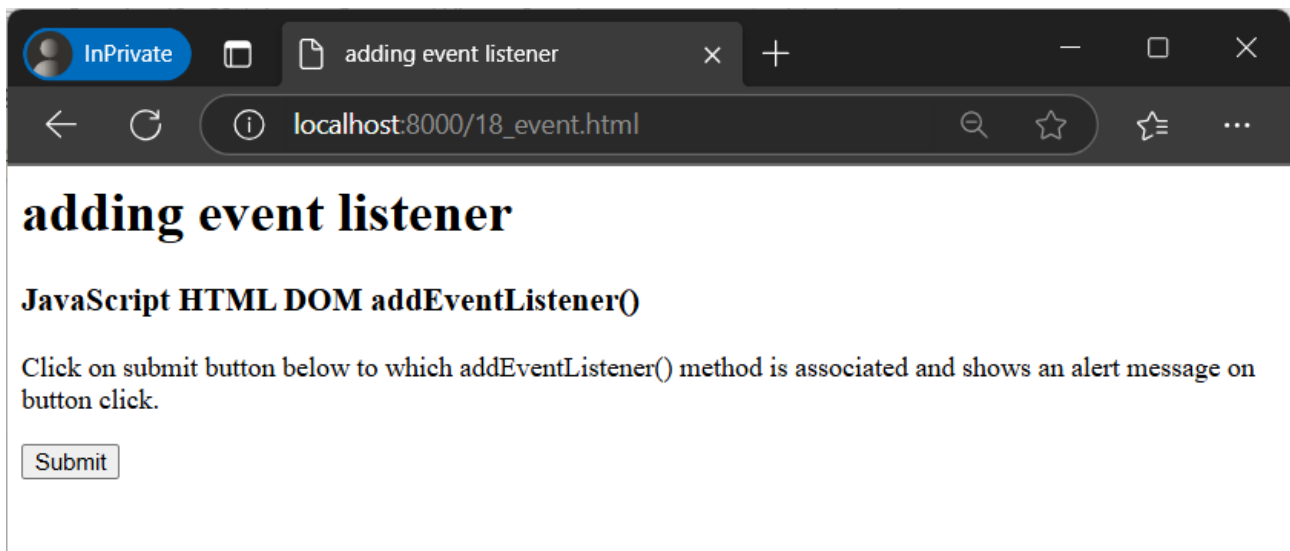 InPrivate
adding event listener
localhost:8000/18_event.html
adding event listener
JavaScript HTML DOM addEventListener()
Click on submit button below to which addEventListener() method is associated and shows an alert message on
button click.
Submit